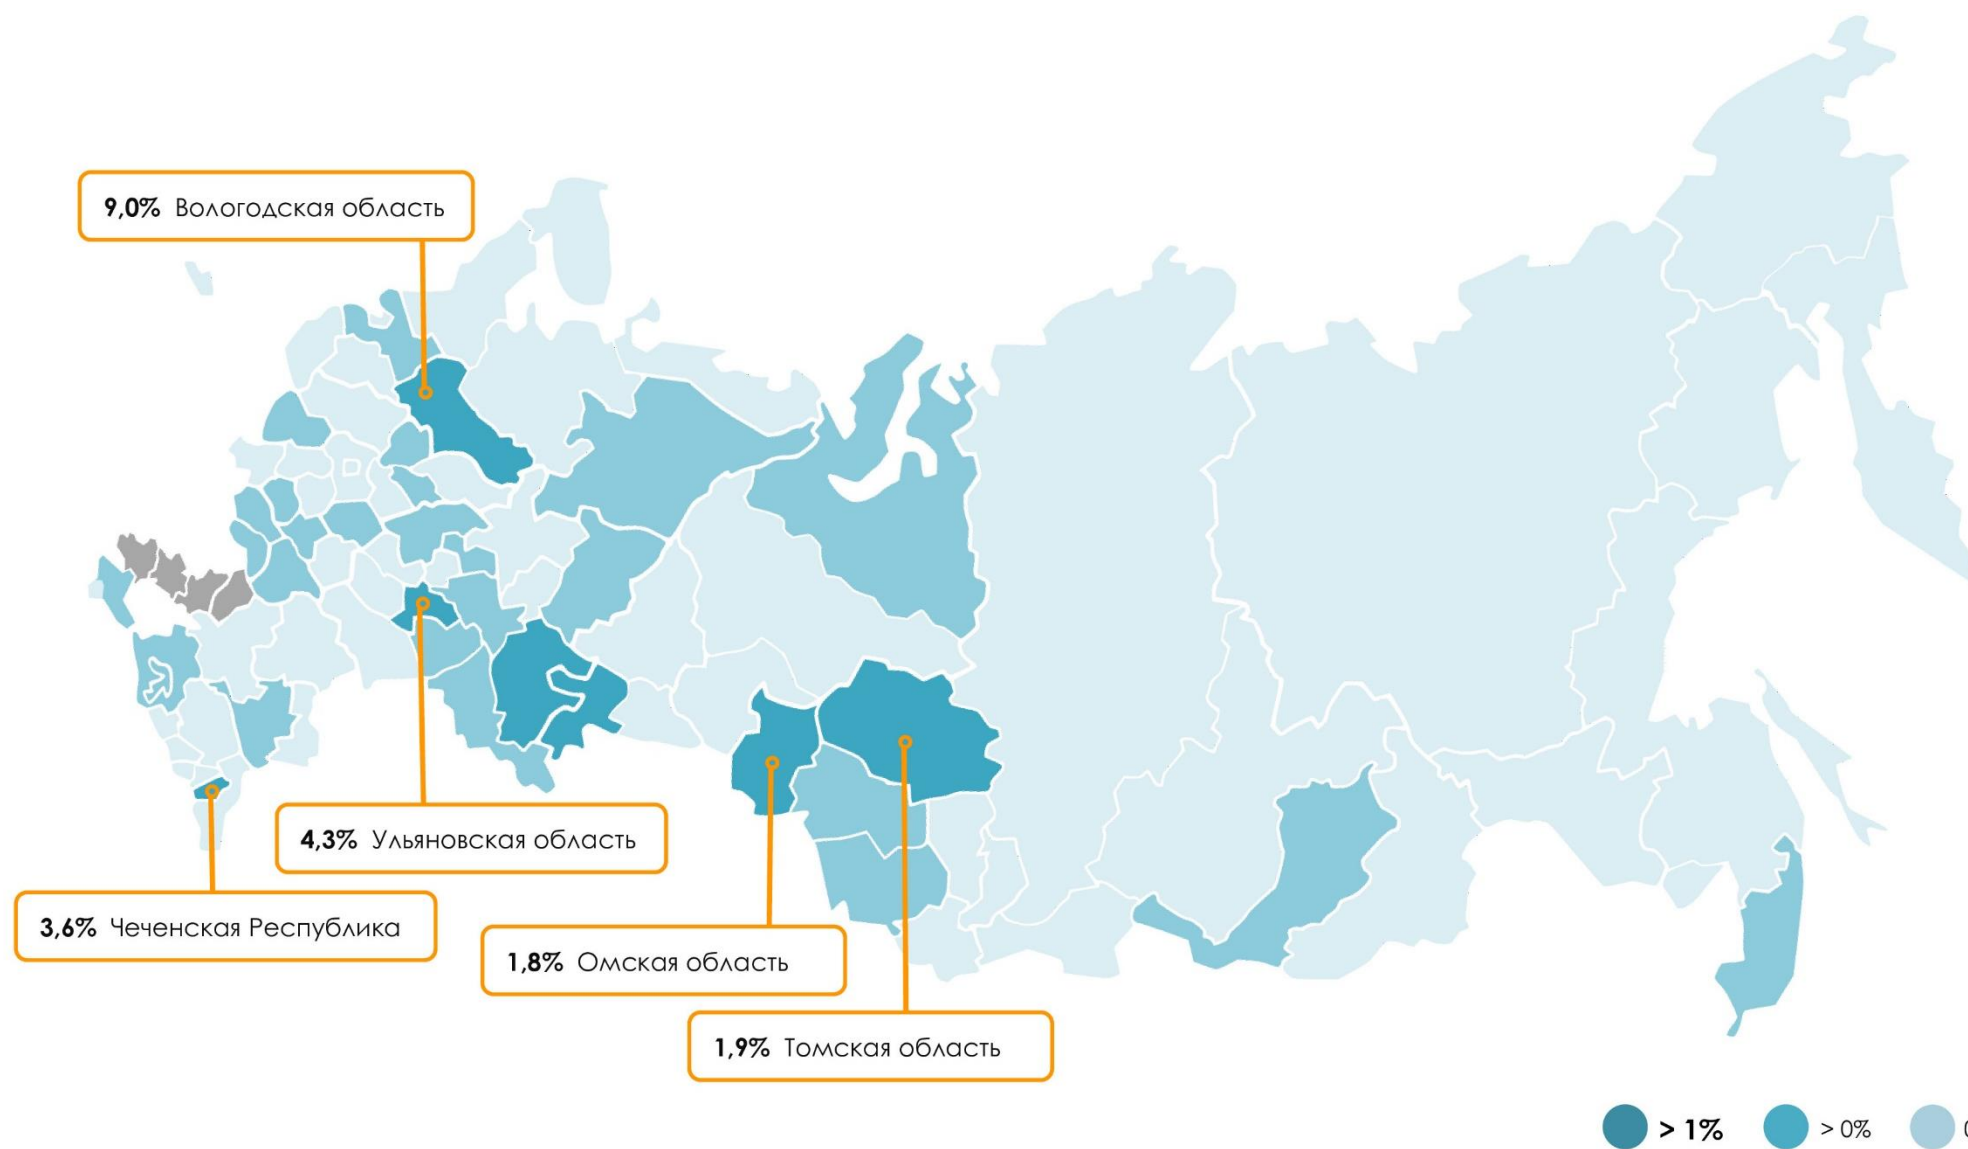 9,0% Вологодская область
4,3% Ульяновская область
3,6% Чеченская Республика
1,8% Омская область
1,9% Томская область
> 1% > 0% 0